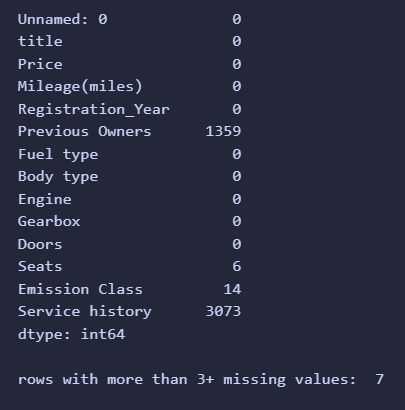 Unnamed: 0 0
title 0
Price 0
Mileage(miles) 0
Registration_Year 0
Previous Owners 1359
Fuel type 0
Body type 0
Engine 0
Gearbox 0
Doors 0
Seats 6
Emission Class 14
Service history 3073
dtype: int64
rows with more than 3+ missing values: 7